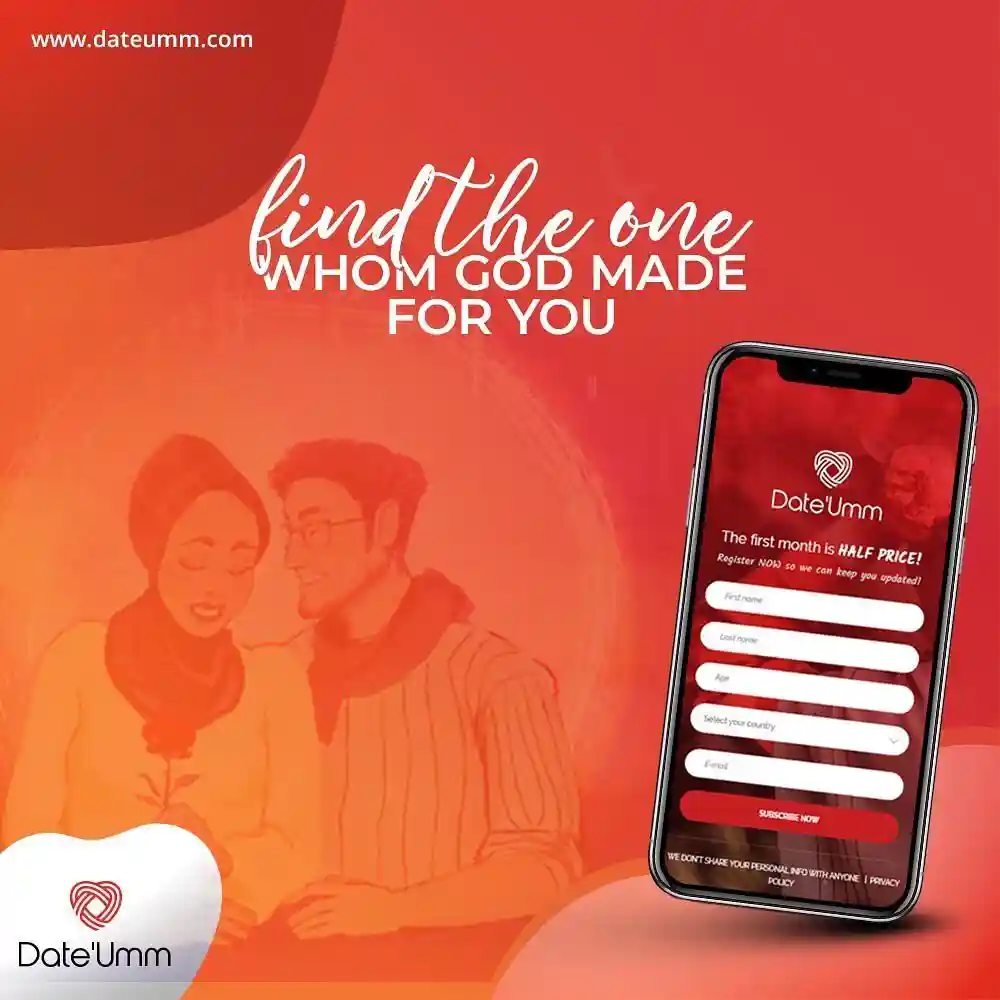 www.dateumm.com
find the one
WHOM GOD MADE
FOR YOU
Date'Umm
The first month is HALF PRICE!
Register NOW so we can keep you updated!
First name
Last name
Age
Select your country
E-mail
SUBSCRIBE NOW
WE DON'T SHARE YOUR PERSONAL INFO WITH ANYONE | PRIVACY
POLICY
Date'Umm